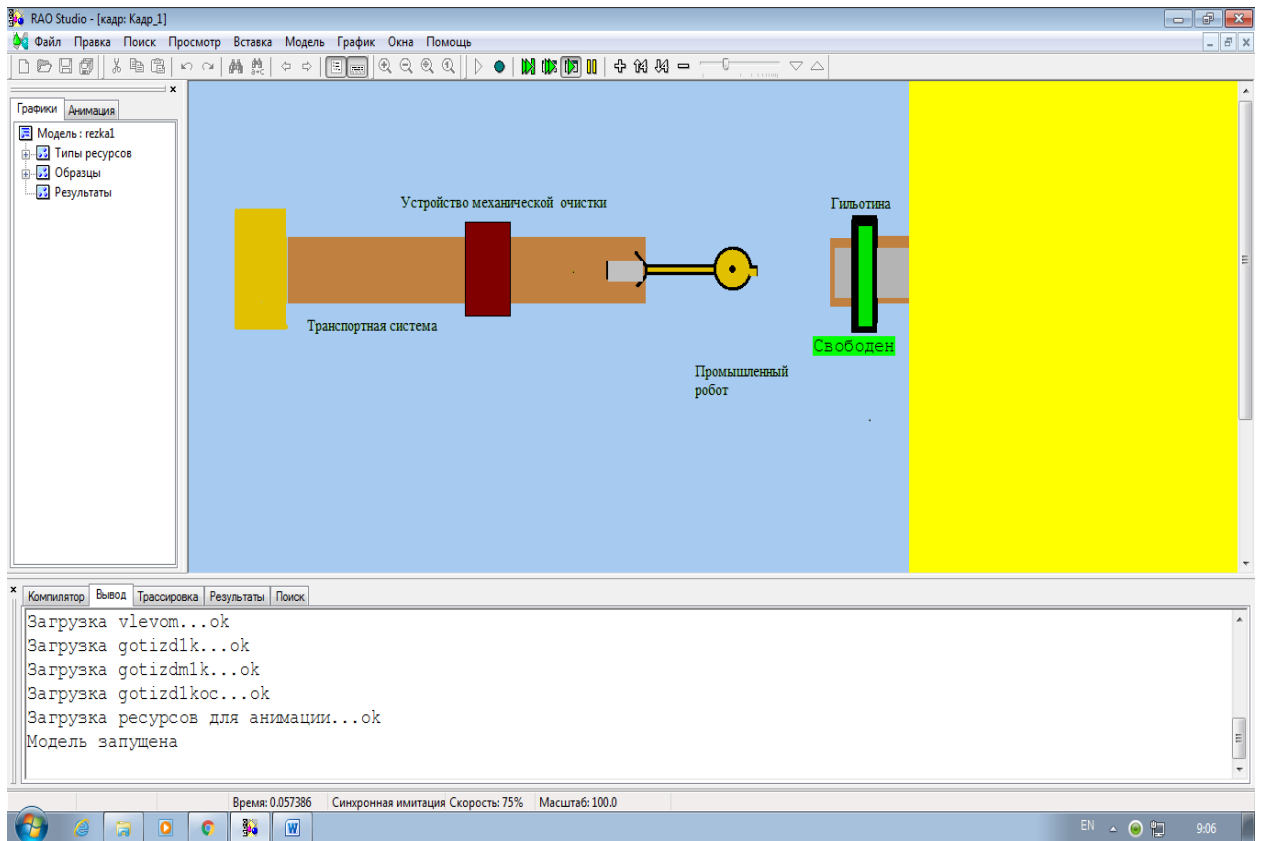 RAO Studio - [кадр: Кадр_1]
Файл Правка Поиск Просмотр Вставка Модель График Окна Помощь
Графики Анимация
Модель : rezka1
Типы ресурсов
Образцы
Результаты
Устройство механической очистки
Гильотина
Транспортная система
Свободен
Промышленный
робот
Компилятор Вывод Трассировка Результаты Поиск
Загрузка vlevom...ok
Загрузка gotizd1k...ok
Загрузка gotizdm1k...ok
Загрузка gotizd1koc...ok
Загрузка ресурсов для анимации...ok
Модель запущена
Время: 0.057386 Синхронная имитация Скорость: 75% Масштаб: 100.0
EN 9:06